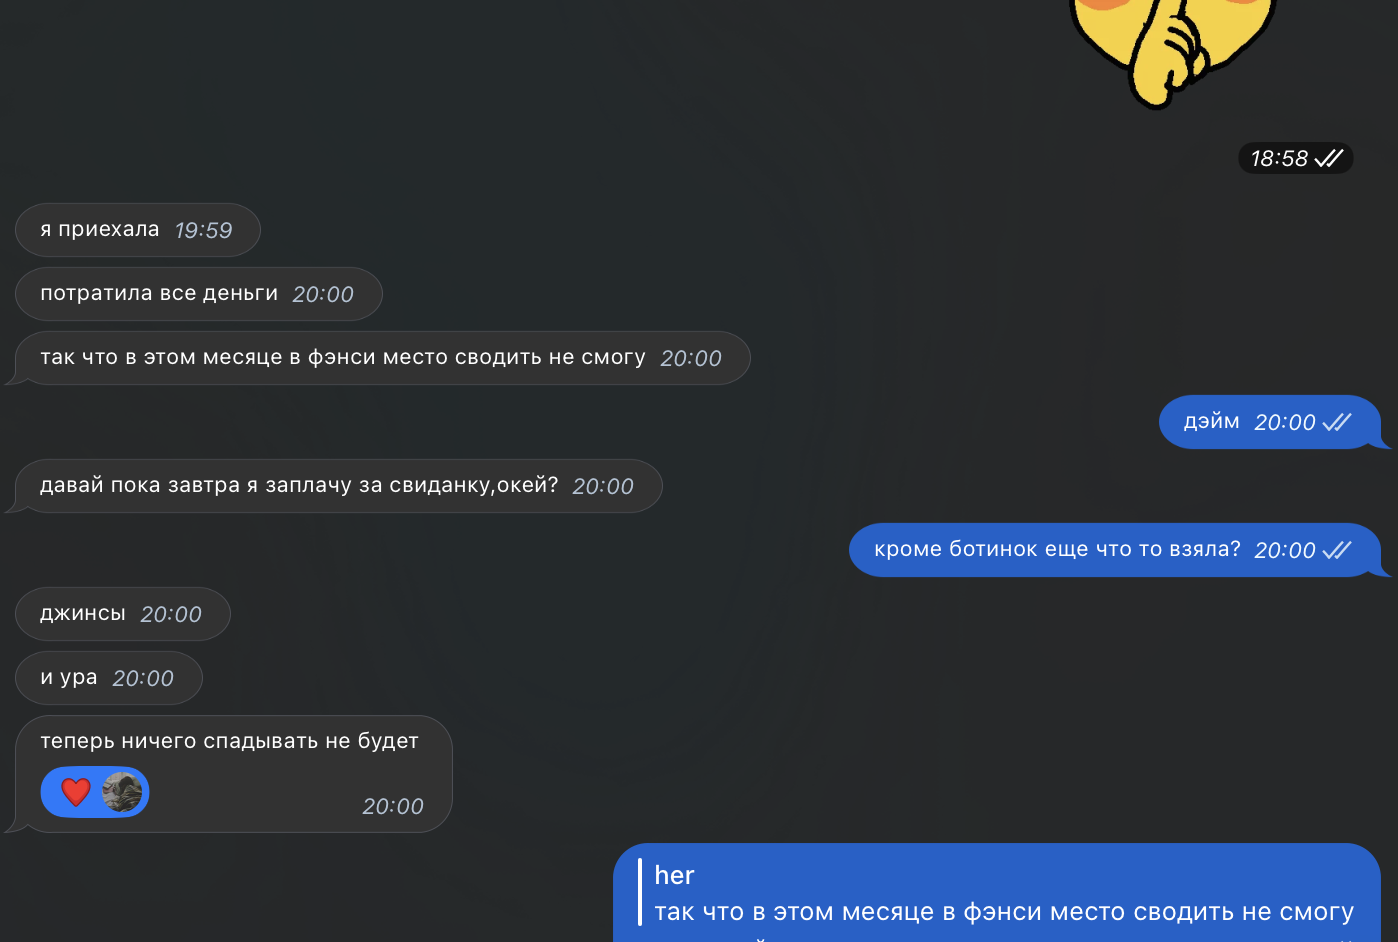 18:58
я приехала 19:59
потратила все деньги 20:00
так что в этом месяце в фэнси место сводить не смогу 20:00
дэйм 20:00
давай пока завтра я заплачу за свиданку,окей? 20:00
кроме ботинок еще что то взяла? 20:00
джинсы 20:00
и ура 20:00
теперь ничего спадывать не будет
20:00
her
так что в этом месяце в фэнси место сводить не смогу